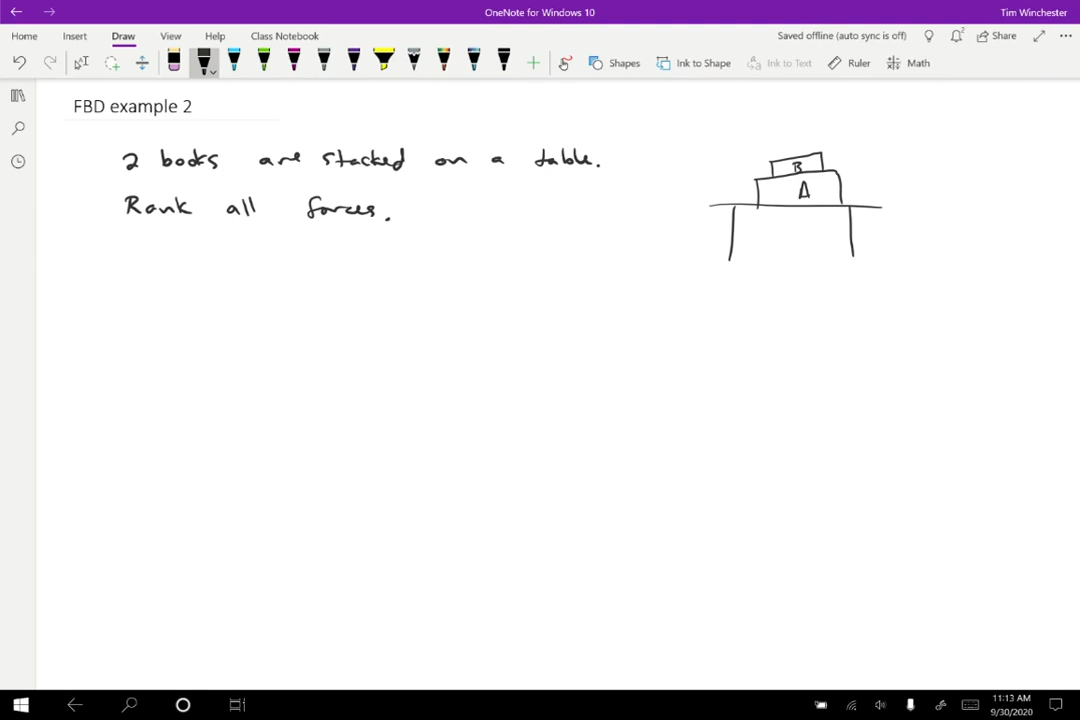 OneNote for Windows 10
Tim Winchester
Home Insert Draw View Help Class Notebook
Saved offline (auto sync is off) Share
Shapes Ink to Shape Ink to Text Ruler Math
FBD example 2
2 books are stacked on a table.
Rank all forces.
B
A
11:13 AM
9/30/2020